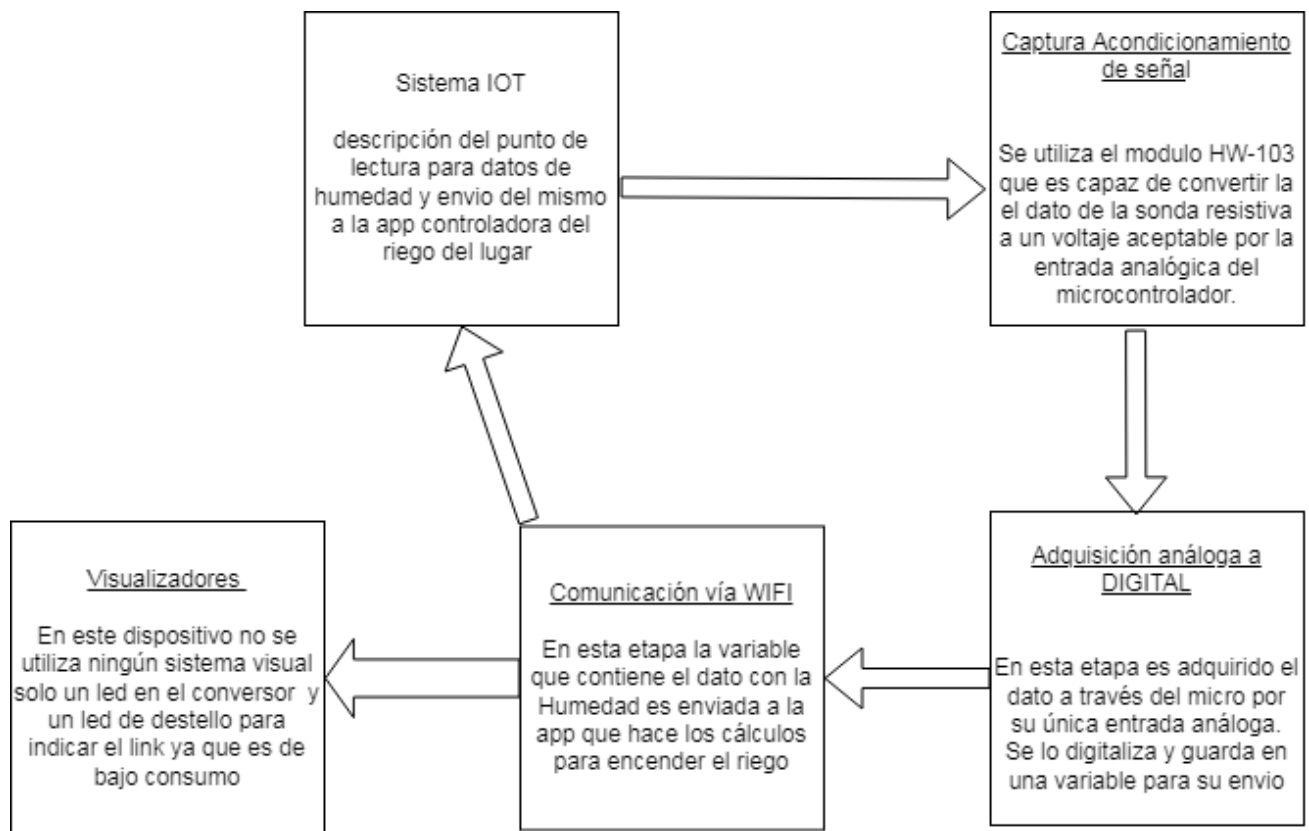 Sistema IOT
descripción del punto de
lectura para datos de
humedad y envio del mismo
a la app controladora del
riego del lugar
Captura Acondicionamiento
de señal
Se utiliza el modulo HW-103
que es capaz de convertir la
el dato de la sonda resistiva
a un voltaje aceptable por la
entrada analógica del
microcontrolador.
Adquisición análoga a
DIGITAL
En esta etapa es adquirido el
dato a través del micro por
su única entrada análoga.
Se lo digitaliza y guarda en
una variable para su envio
Comunicación vía WIFI
En esta etapa la variable
que contiene el dato con la
Humedad es enviada a la
app que hace los cálculos
para encender el riego
Visualizadores
En este dispositivo no se
utiliza ningún sistema visual
solo un led en el conversor y
un led de destello para
indicar el link ya que es de
bajo consumo